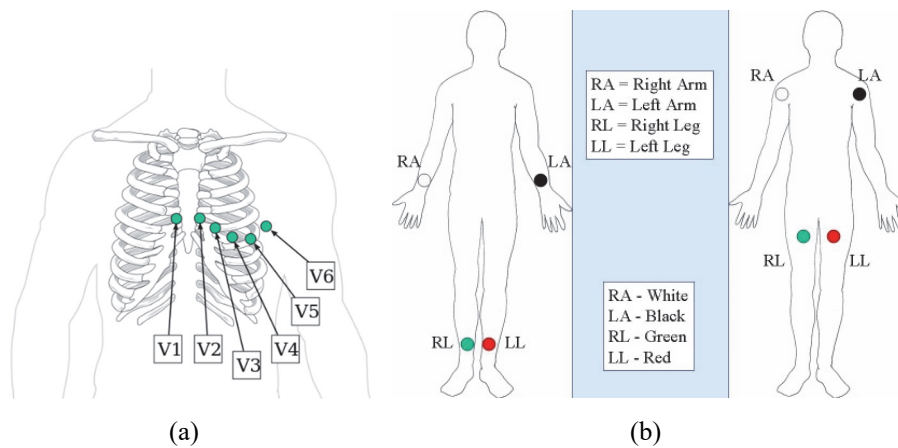 V1
V2
V3
V4
V5
V6
(a)
RA
LA
RL
LL
RA = Right Arm
LA = Left Arm
RL = Right Leg
LL = Left Leg
RA - White
LA - Black
RL - Green
LL - Red
RA
LA
RL
LL
(b)